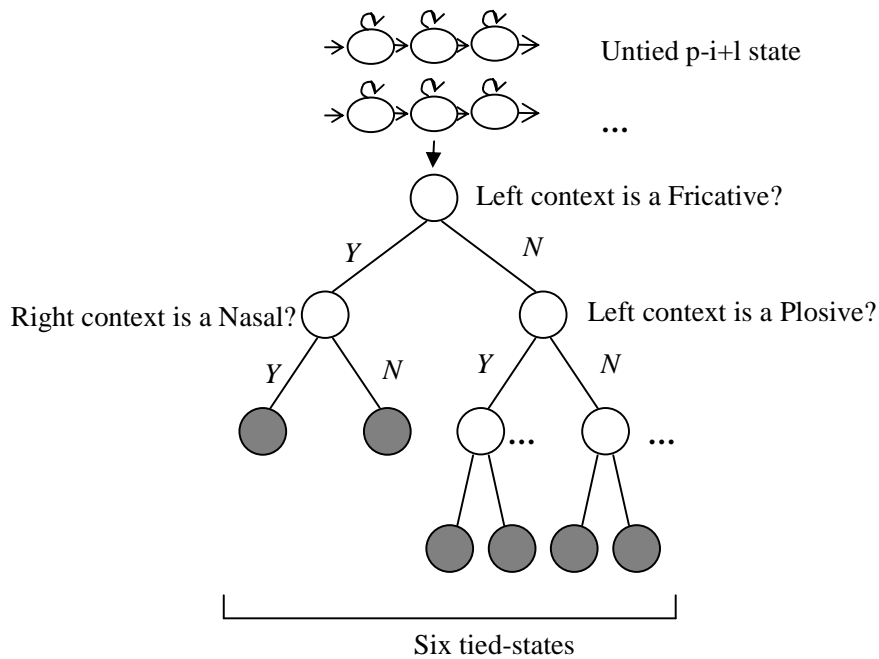 Untied p-i+l state
...
Left context is a Fricative?
Y
N
Right context is a Nasal?
Left context is a Plosive?
Y
N
Y
N
...
...
Six tied-states